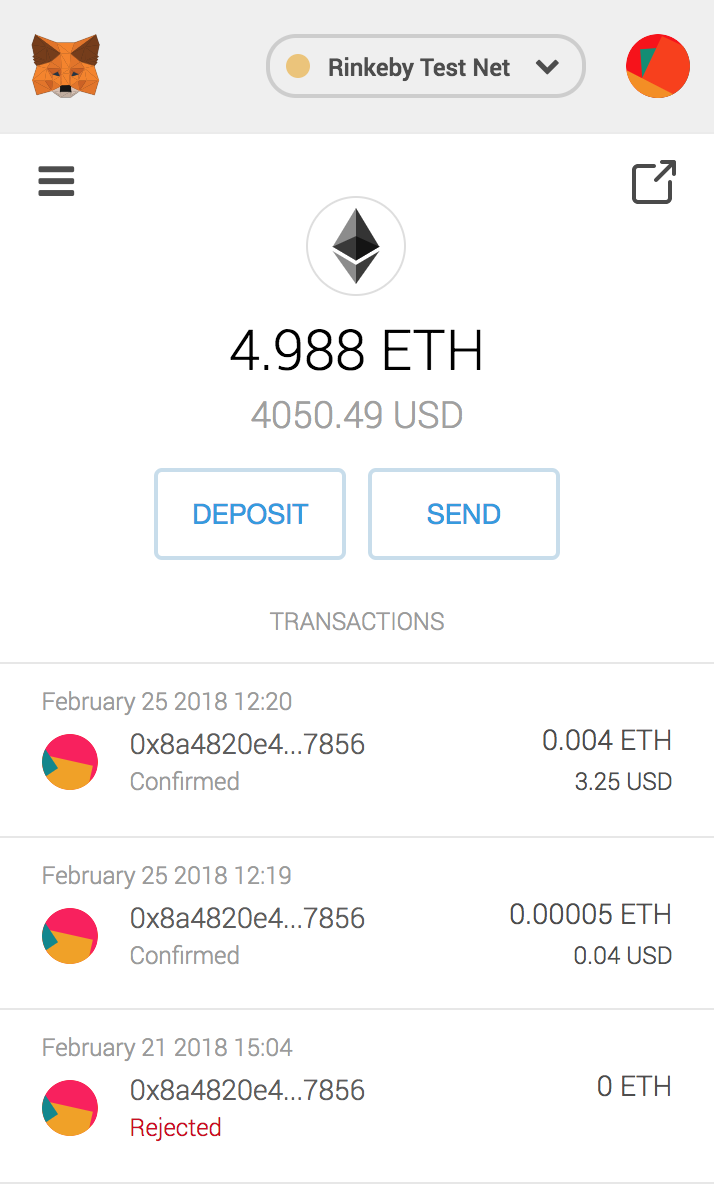 Rinkeby Test Net
4.988 ETH
4050.49 USD
DEPOSIT SEND
TRANSACTIONS
February 25 2018 12:20
0x8a4820e4...7856 0.004 ETH
Confirmed 3.25 USD
February 25 2018 12:19
0x8a4820e4...7856 0.00005 ETH
Confirmed 0.04 USD
February 21 2018 15:04
0x8a4820e4...7856 0 ETH
Rejected